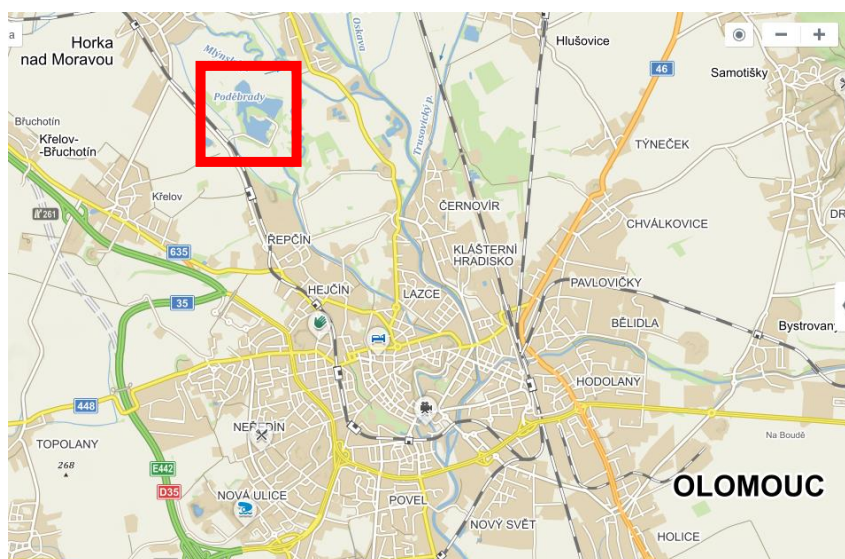 a
Horka
nad Moravou
Oskava
Hlušovice
46
Samotišky
Poděbrady
Břuchotín
Křelov-
-Břuchotín
Trusovický p.
TÝNEČEK
Křelov
261
ČERNOVÍR
DR
CHVÁLKOVICE
635
ŘEPČÍN
KLÁŠTERNÍ
HRADISKO
HEJČÍN
LAZCE
PAVLOVIČKY
35
BĚLIDLA
Bystrovany
HODOLANY
448
NEŘEDÍN
Na Boudě
TOPOLANY
268
E442
D35
NOVÁ ULICE
POVEL
OLOMOUC
NOVÝ SVĚT
HOLICE